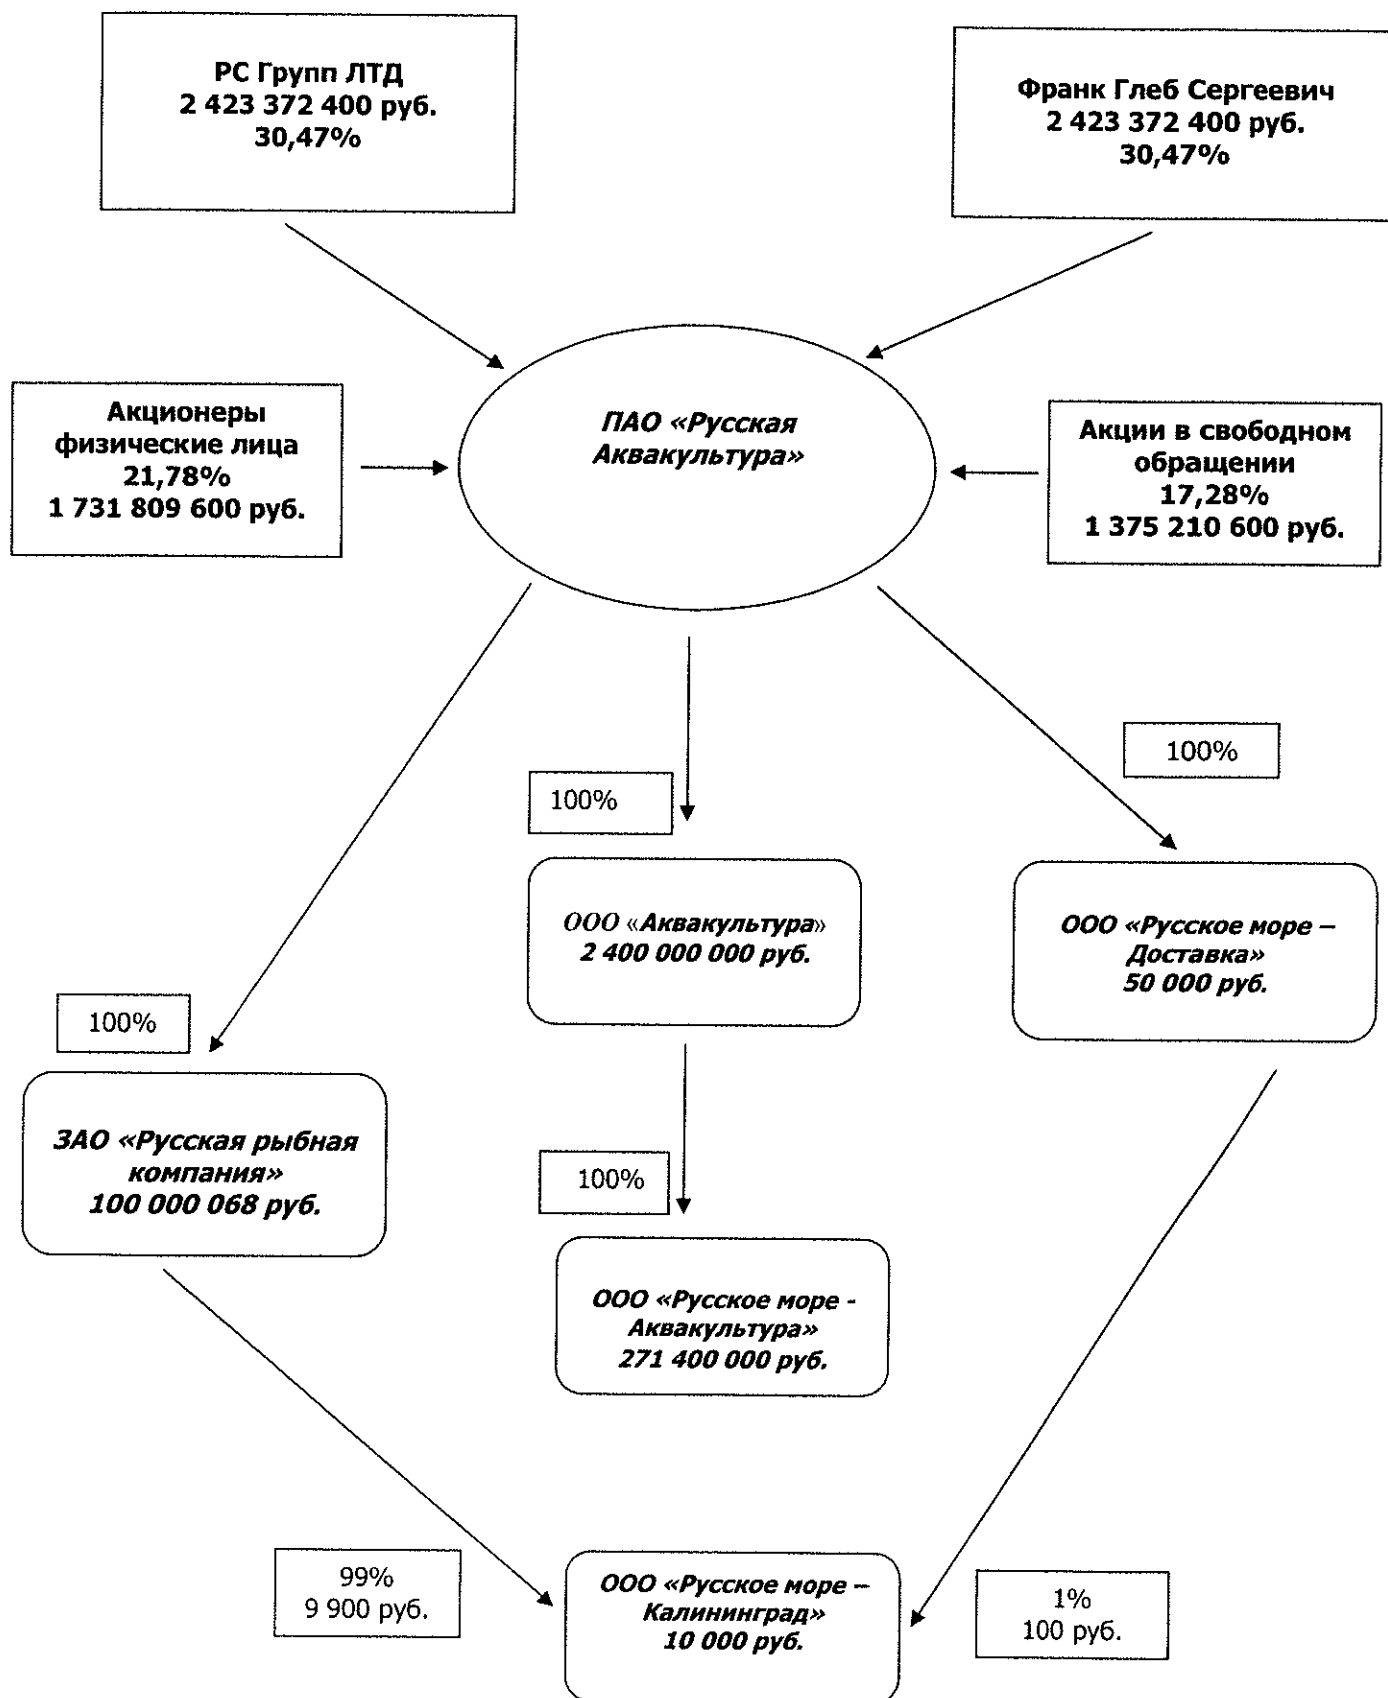 РС Групп ЛТД
2 423 372 400 руб.
30,47%
Франк Глеб Сергеевич
2 423 372 400 руб.
30,47%
Акционеры
физические лица
21,78%
1 731 809 600 руб.
ПАО «Русская
Аквакультура»
Акции в свободном
обращении
17,28%
1 375 210 600 руб.
100%
100%
ООО «Аквакультура»
2 400 000 000 руб.
ООО «Русское море –
Доставка»
50 000 руб.
100%
ЗАО «Русская рыбная
компания»
100 000 068 руб.
100%
ООО «Русское море -
Аквакультура»
271 400 000 руб.
99%
9 900 руб.
ООО «Русское море –
Калининград»
10 000 руб.
1%
100 руб.